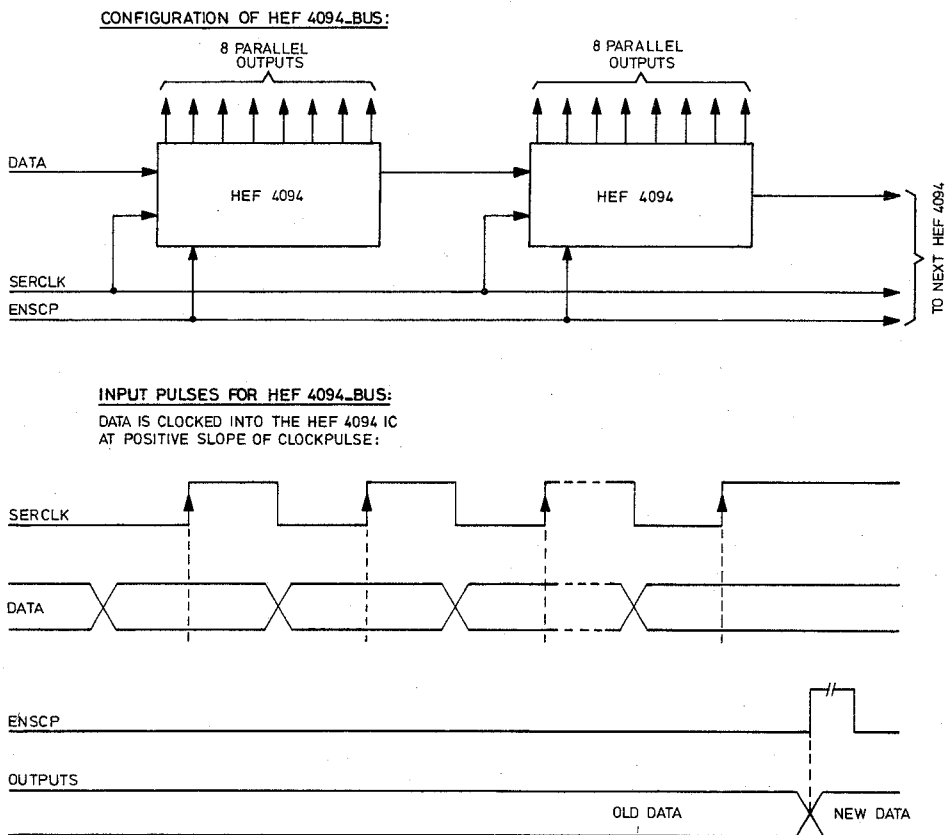 CONFIGURATION OF HEF 4094_BUS:
8 PARALLEL
OUTPUTS
8 PARALLEL
OUTPUTS
DATA
HEF 4094
HEF 4094
TO NEXT HEF 4094
SERCLK
ENSCP
INPUT PULSES FOR HEF 4094_BUS:
DATA IS CLOCKED INTO THE HEF 4094 IC
AT POSITIVE SLOPE OF CLOCKPULSE:
SERCLK
DATA
ENSCP
OUTPUTS
OLD DATA
NEW DATA